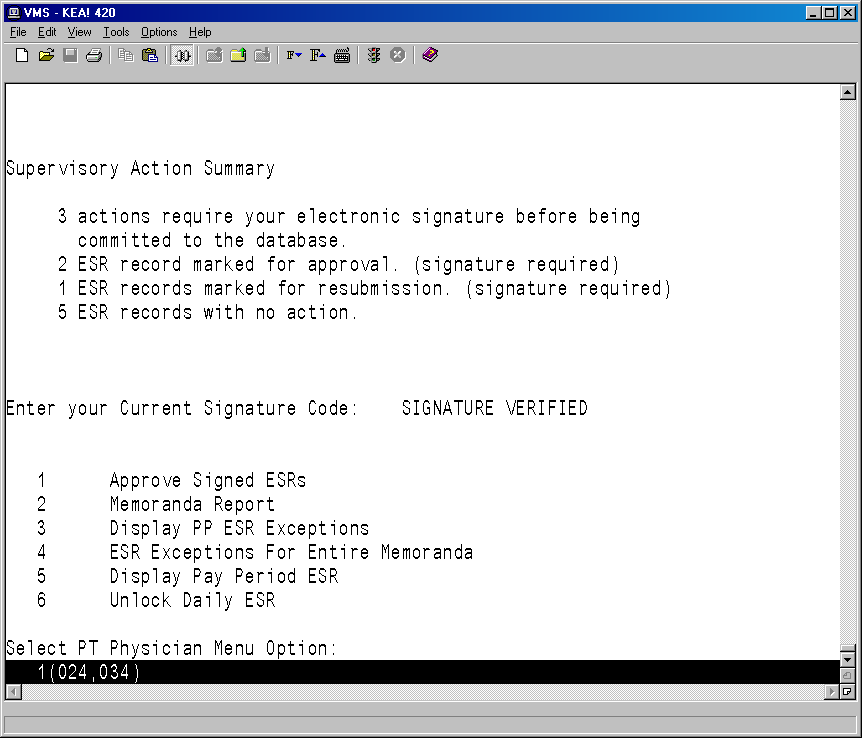 VMS - KEA! 420
File Edit View Tools Options Help
F F
Supervisory Action Summary
3 actions require your electronic signature before being
committed to the database.
2 ESR record marked for approval. (signature required)
1 ESR records marked for resubmission. (signature required)
5 ESR records with no action.
Enter your Current Signature Code: SIGNATURE VERIFIED
1 Approve Signed ESRs
2 Memoranda Report
3 Display PP ESR Exceptions
4 ESR Exceptions For Entire Memoranda
5 Display Pay Period ESR
6 Unlock Daily ESR
Select PT Physician Menu Option:
1(024,034)